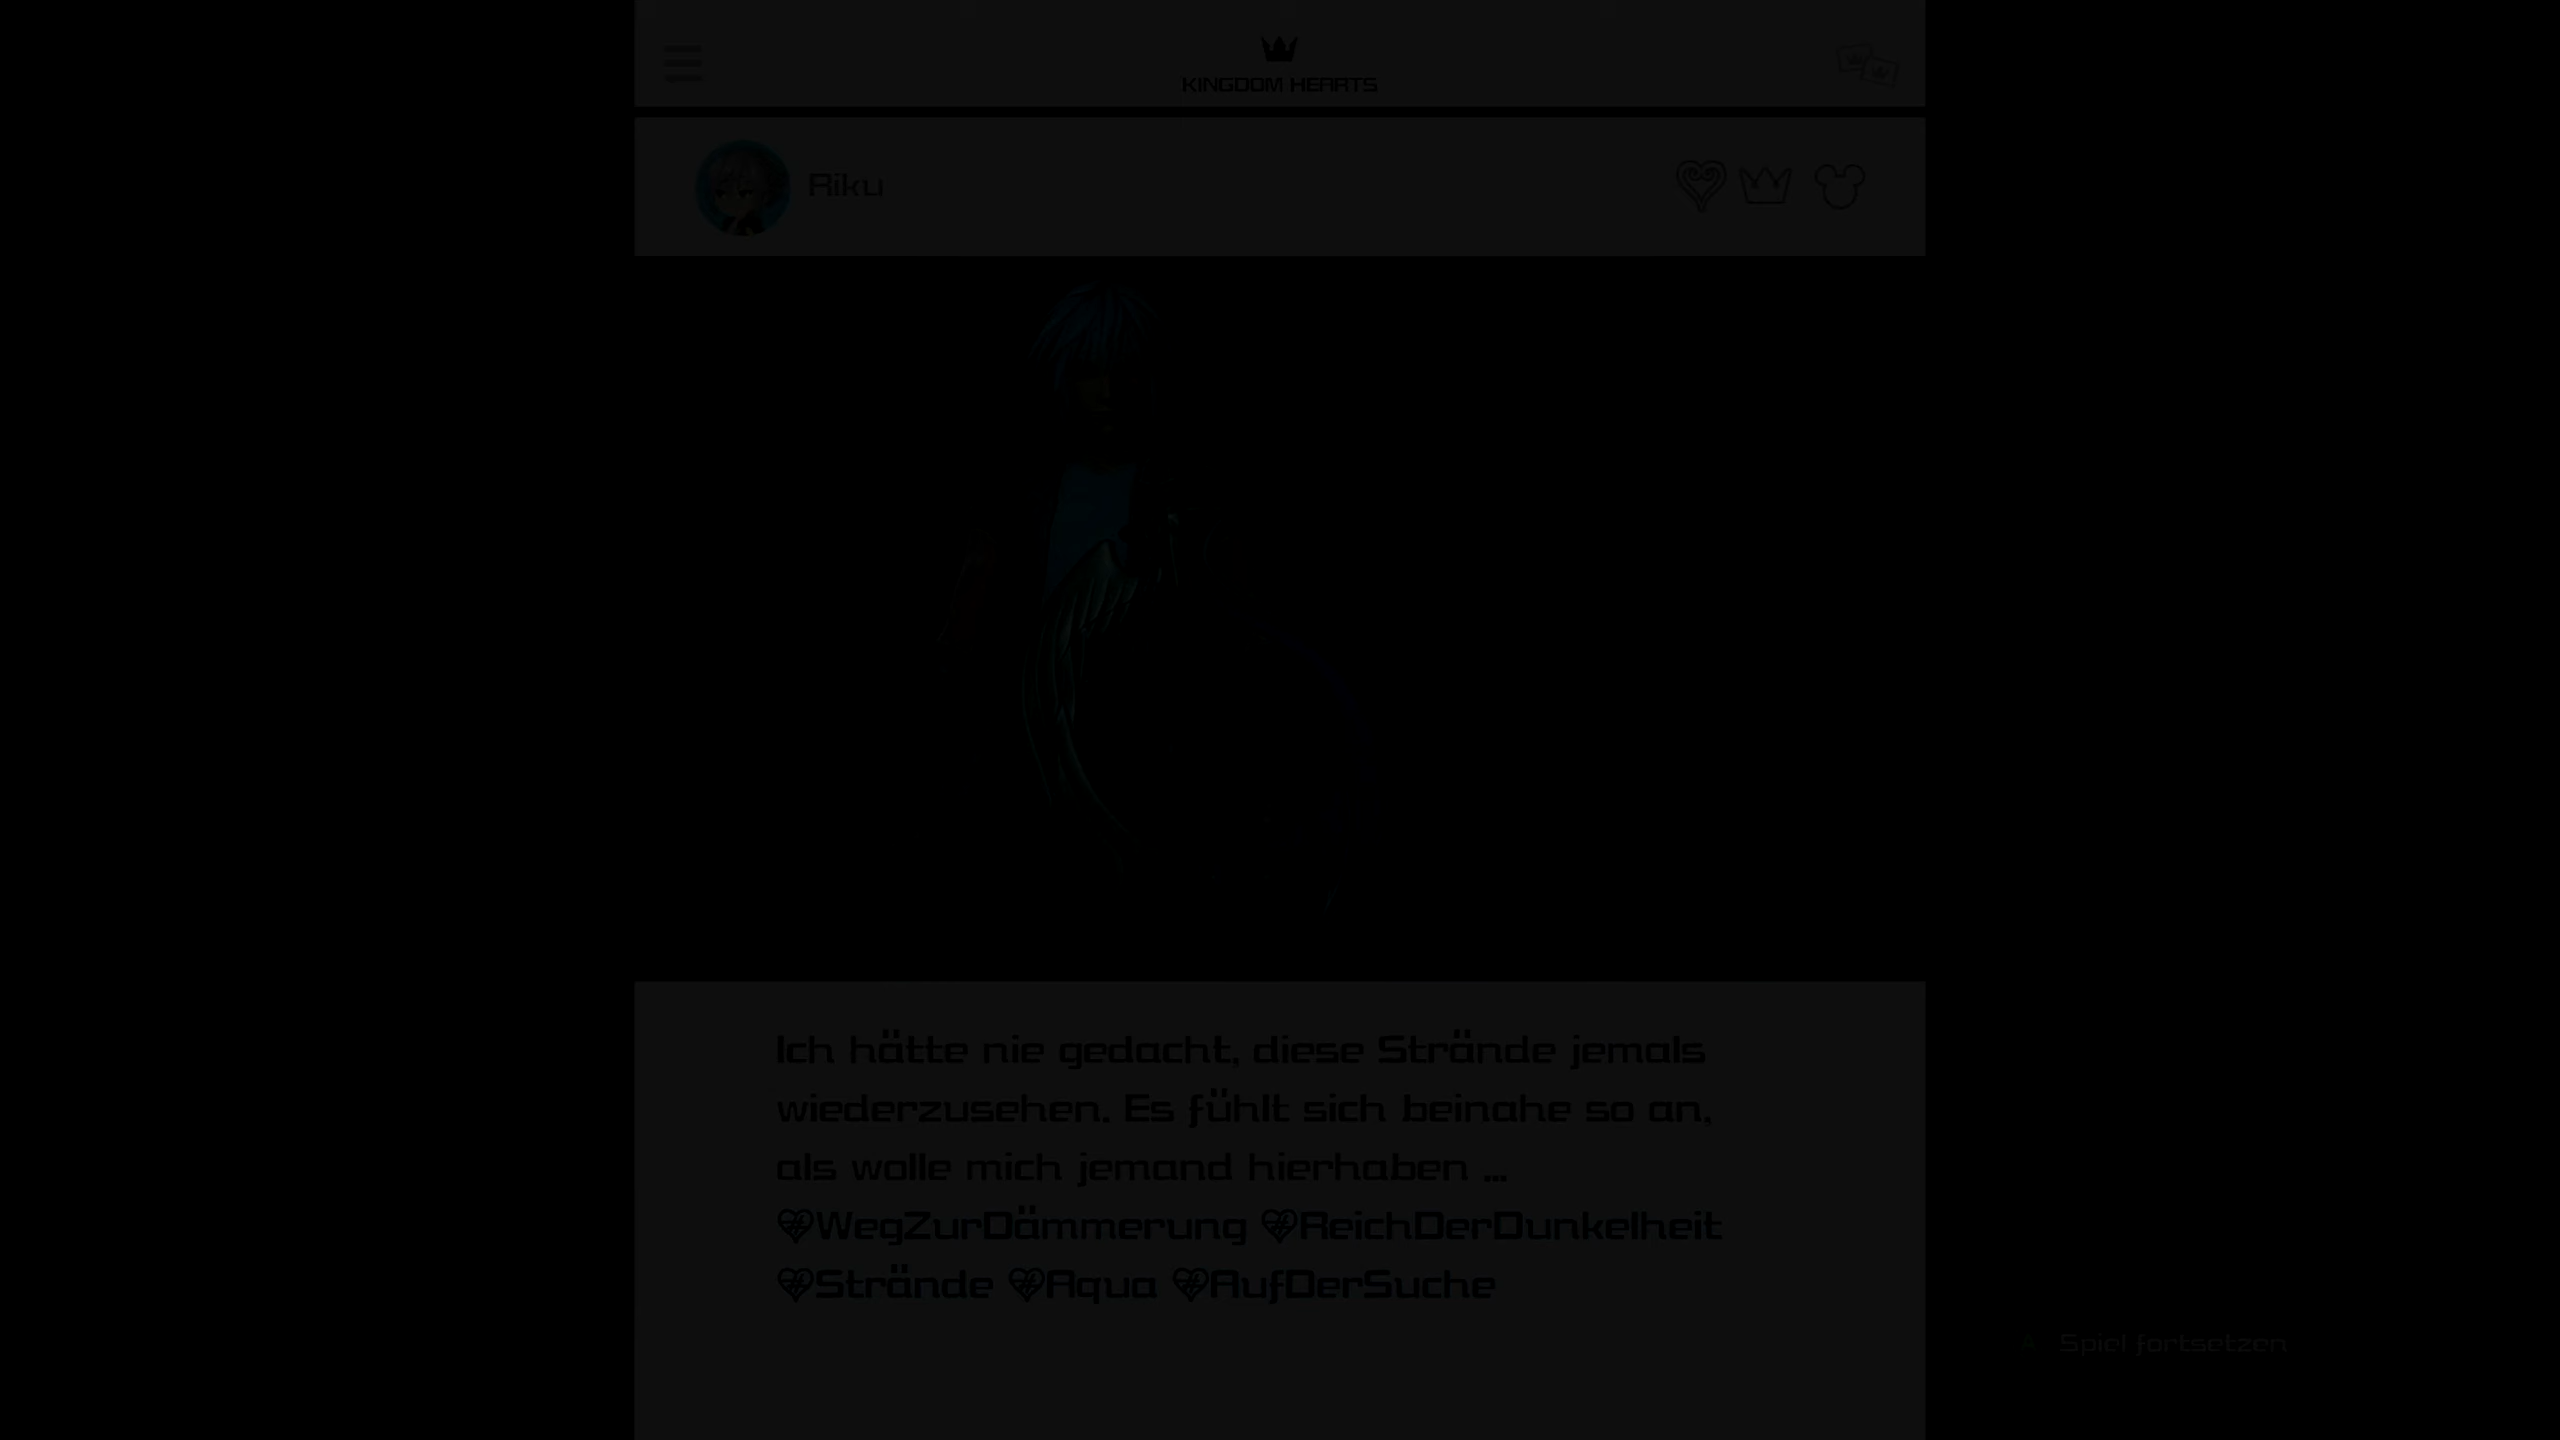 KINGDOM HEARTS
Riku
Ich hätte nie gedacht, diese Strände jemals
wiederzusehen. Es fühlt sich beinahe so an,
als wolle mich jemand hierhaben ...
#WegZurDämmerung #ReichDerDunkelheit
#Strände #Aqua #AufDerSuche
A Spiel fortsetzen